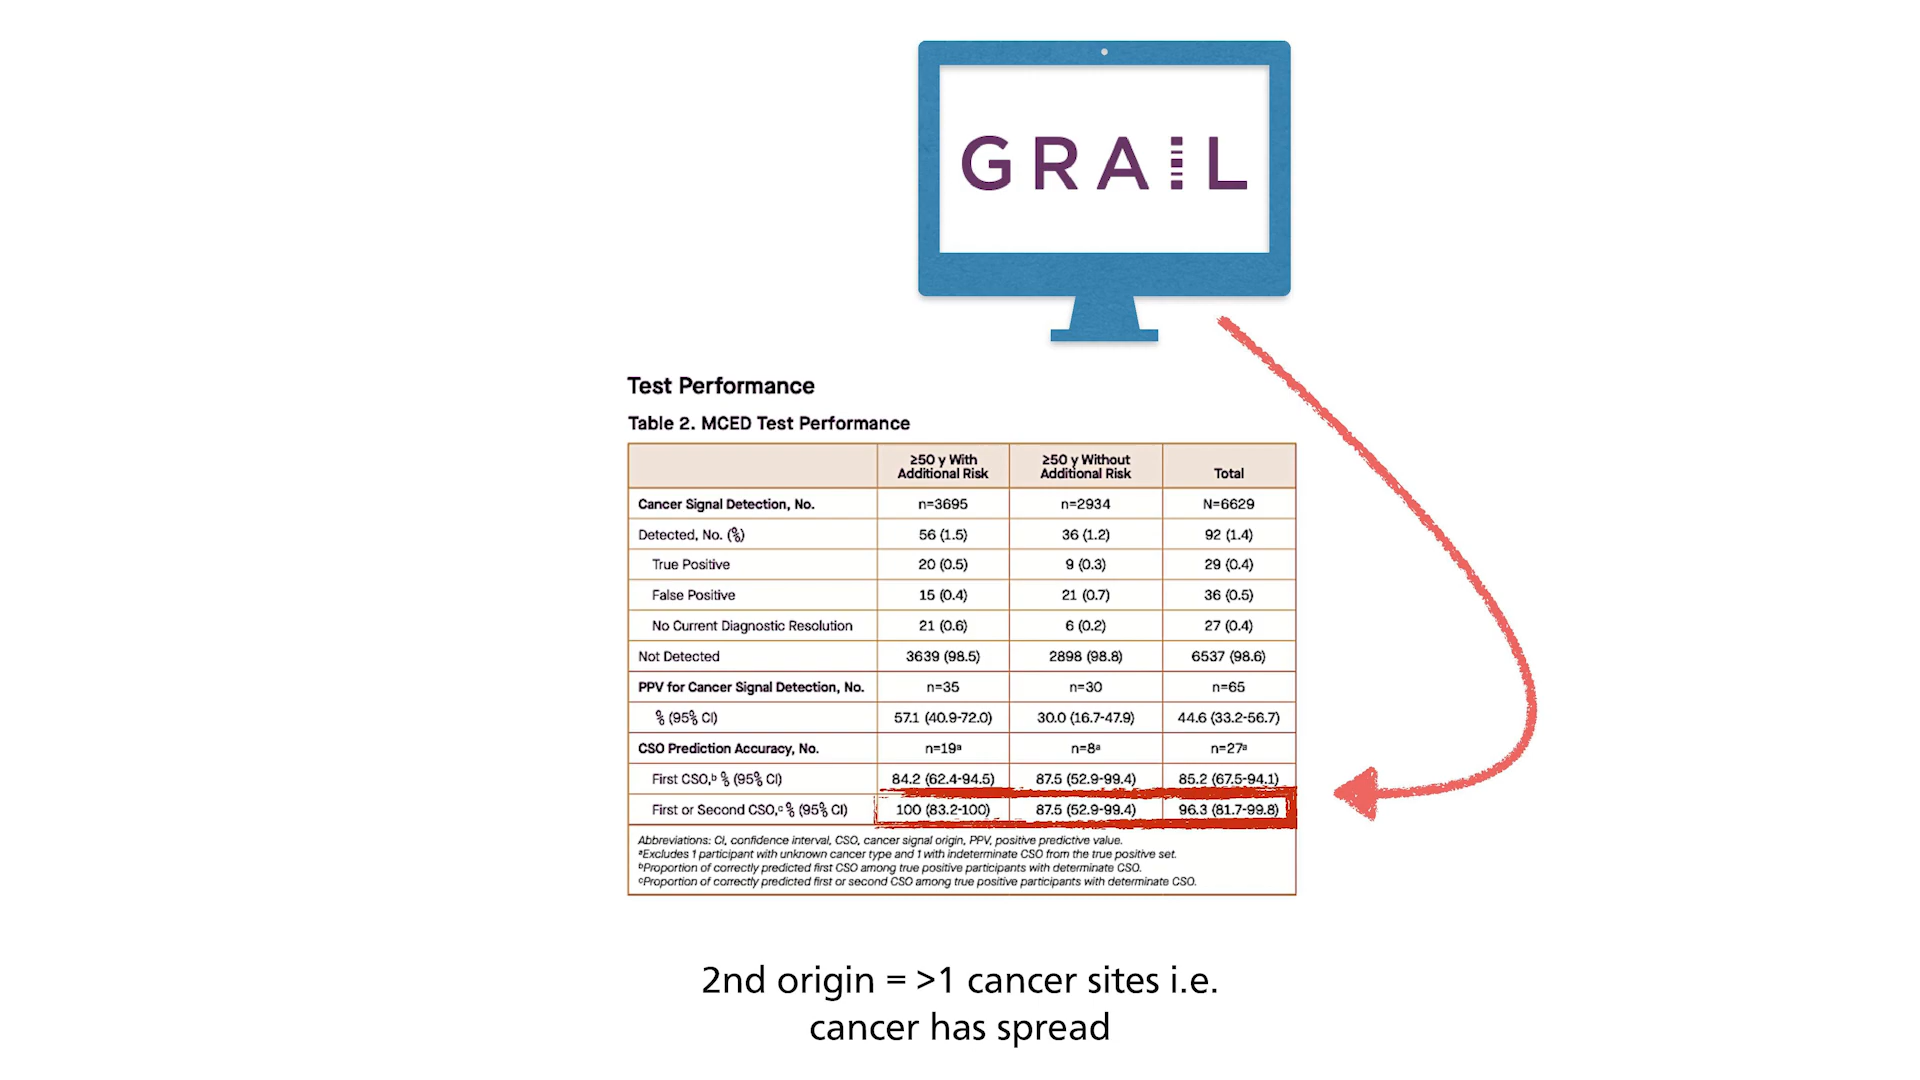 GRAIL
Test Performance
Table 2. MCED Test Performance
≥50 y With Additional Risk ≥50 y Without Additional Risk Total
Cancer Signal Detection, No. n=3695 n=2934 N=6629
Detected, No. (%) 56 (1.5) 36 (1.2) 92 (1.4)
True Positive 20 (0.5) 9 (0.3) 29 (0.4)
False Positive 15 (0.4) 21 (0.7) 36 (0.5)
No Current Diagnostic Resolution 21 (0.6) 6 (0.2) 27 (0.4)
Not Detected 3639 (98.5) 2898 (98.8) 6537 (98.6)
PPV for Cancer Signal Detection, No. n=35 n=30 n=65
% (95% CI) 57.1 (40.9-72.0) 30.0 (16.7-47.9) 44.6 (33.2-56.7)
CSO Prediction Accuracy, No. n=19ᵃ n=8ᵃ n=27ᵃ
First CSO,ᵇ % (95% CI) 84.2 (62.4-94.5) 87.5 (52.9-99.4) 85.2 (67.5-94.1)
First or Second CSO,ᶜ % (95% CI) 100 (83.2-100) 87.5 (52.9-99.4) 96.3 (81.7-99.8)
Abbreviations: CI, confidence interval, CSO, cancer signal origin, PPV, positive predictive value.
ᵃExcludes 1 participant with unknown cancer type and 1 with indeterminate CSO from the true positive set.
ᵇProportion of correctly predicted first CSO among true positive participants with determinate CSO.
ᶜProportion of correctly predicted first or second CSO among true positive participants with determinate CSO.
2nd origin = >1 cancer sites i.e.
cancer has spread